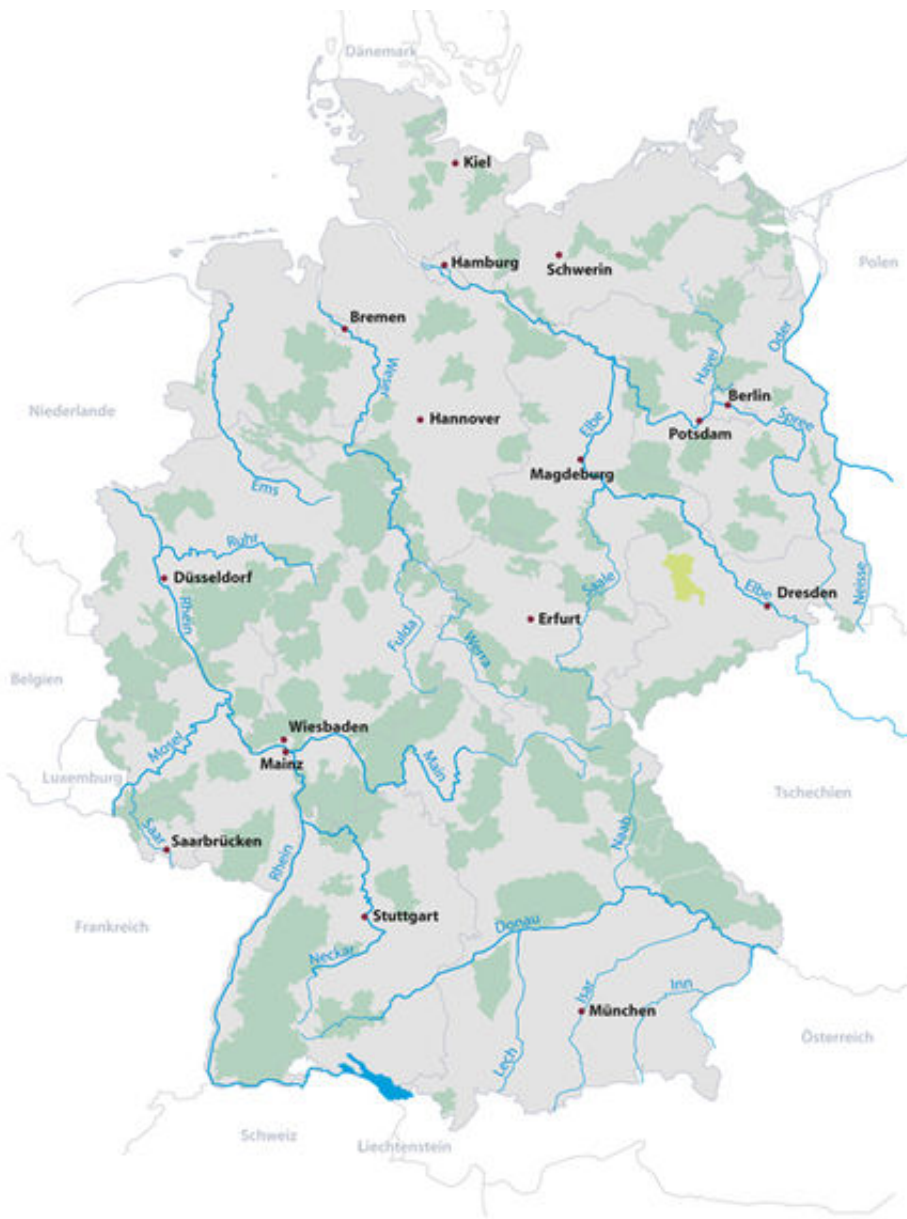 Dänemark
Kiel
Hamburg
Schwerin
Polen
Bremen
Oder
Havel
Weser
Berlin
Niederlande
Hannover
Elbe
Spree
Potsdam
Magdeburg
Ems
Ruhr
Düsseldorf
Saale
Elbe
Dresden
Neisse
Rhein
Erfurt
Fulda
Werra
Belgien
Wiesbaden
Mosel
Mainz
Main
Luxemburg
Tschechien
Saar
Saarbrücken
Rhein
Naab
Frankreich
Stuttgart
Donau
Neckar
Isar
Inn
München
Lech
Österreich
Schweiz
Liechtenstein